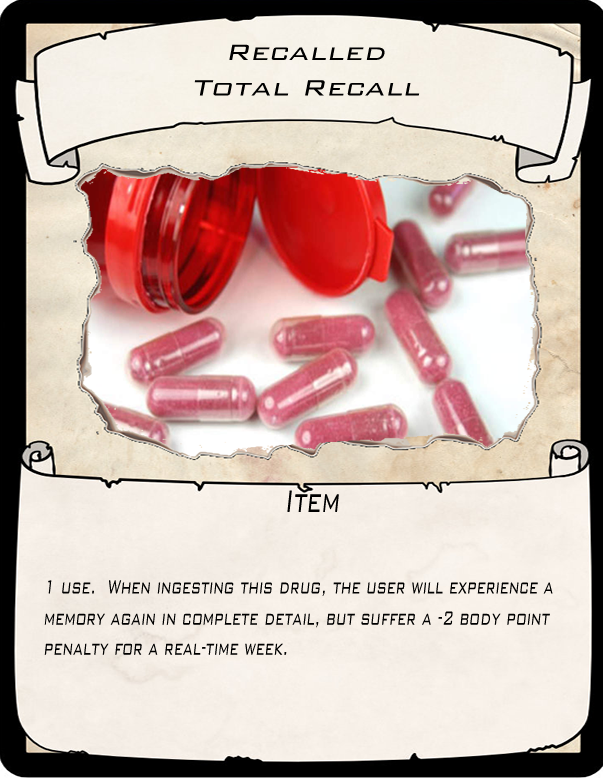 Recalled
Total Recall
Item
1 use. When ingesting this drug, the user will experience a
memory again in complete detail, but suffer a -2 body point
penalty for a real-time week.